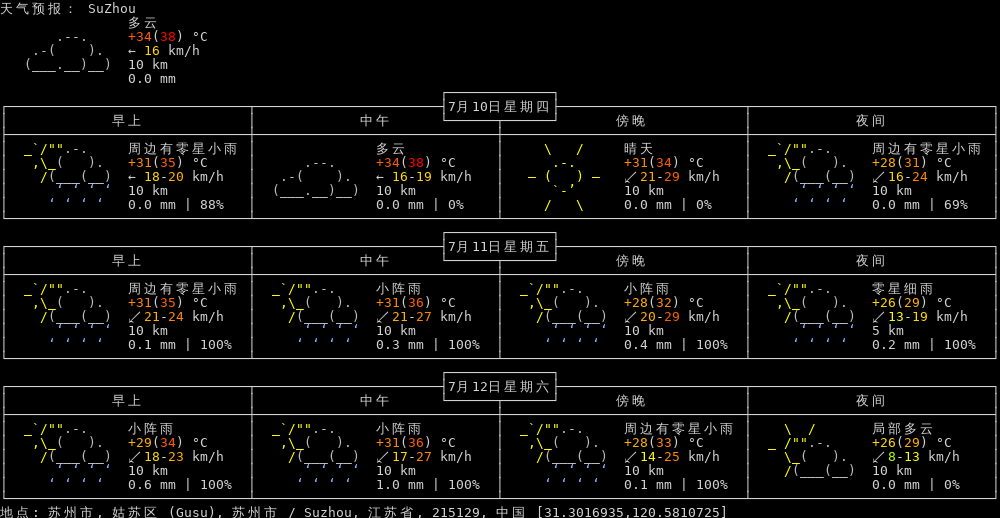 天气预报: SuZhou
多云
+34(38) °C
← 16 km/h
10 km
0.0 mm
7月10日星期四
早上 中午 傍晚 夜间
周边有零星小雨 多云 晴天 周边有零星小雨
+31(35) °C +34(38) °C +31(34) °C +28(31) °C
← 18-20 km/h ← 16-19 km/h ↙ 21-29 km/h ↙ 16-24 km/h
10 km 10 km 10 km 10 km
0.0 mm | 88% 0.0 mm | 0% 0.0 mm | 0% 0.0 mm | 69%
7月11日星期五
早上 中午 傍晚 夜间
周边有零星小雨 小阵雨 小阵雨 零星细雨
+31(35) °C +31(36) °C +28(32) °C +26(29) °C
↙ 21-24 km/h ↙ 21-27 km/h ↙ 20-29 km/h ↙ 13-19 km/h
10 km 10 km 10 km 5 km
0.1 mm | 100% 0.3 mm | 100% 0.4 mm | 100% 0.2 mm | 100%
7月12日星期六
早上 中午 傍晚 夜间
小阵雨 小阵雨 周边有零星小雨 局部多云
+29(34) °C +31(36) °C +28(33) °C +26(29) °C
↙ 18-23 km/h ↙ 17-27 km/h ↙ 14-25 km/h ↙ 8-13 km/h
10 km 10 km 10 km 10 km
0.6 mm | 100% 1.0 mm | 100% 0.1 mm | 100% 0.0 mm | 0%
地点: 苏州市, 姑苏区 (Gusu), 苏州市 / Suzhou, 江苏省, 215129, 中国 [31.3016935,120.5810725]